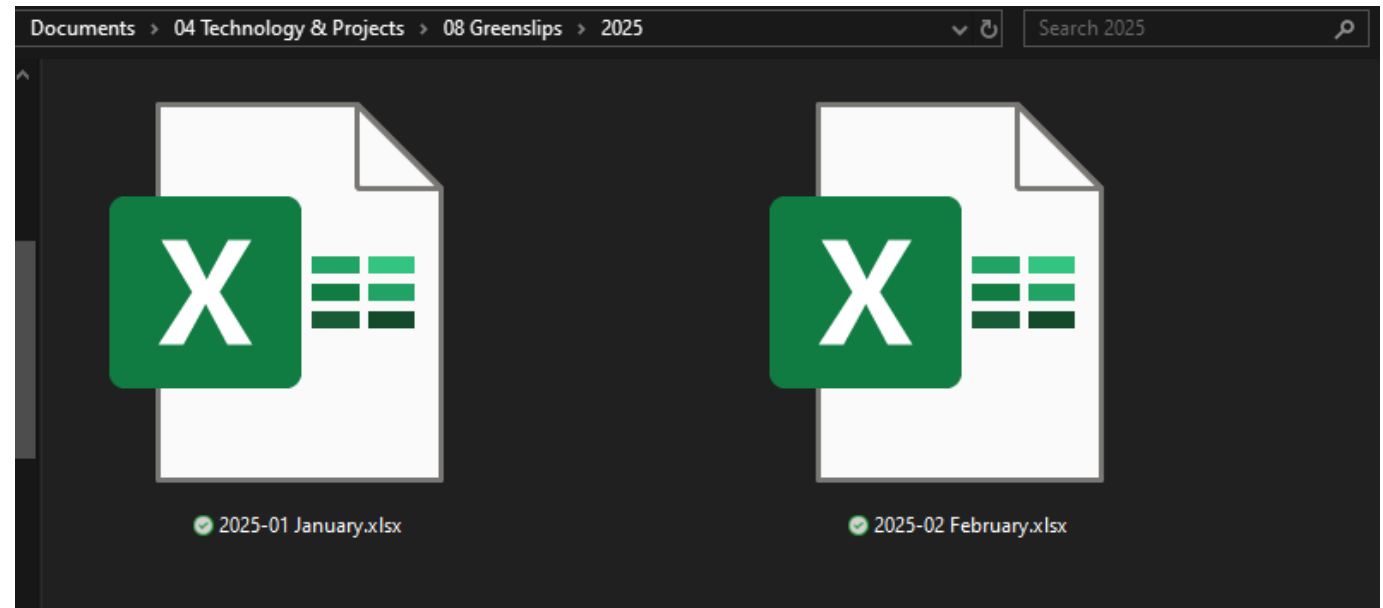 Documents > 04 Technology & Projects > 08 Greenslips > 2025
Search 2025
X
X
2025-01 January.xlsx
2025-02 February.xlsx